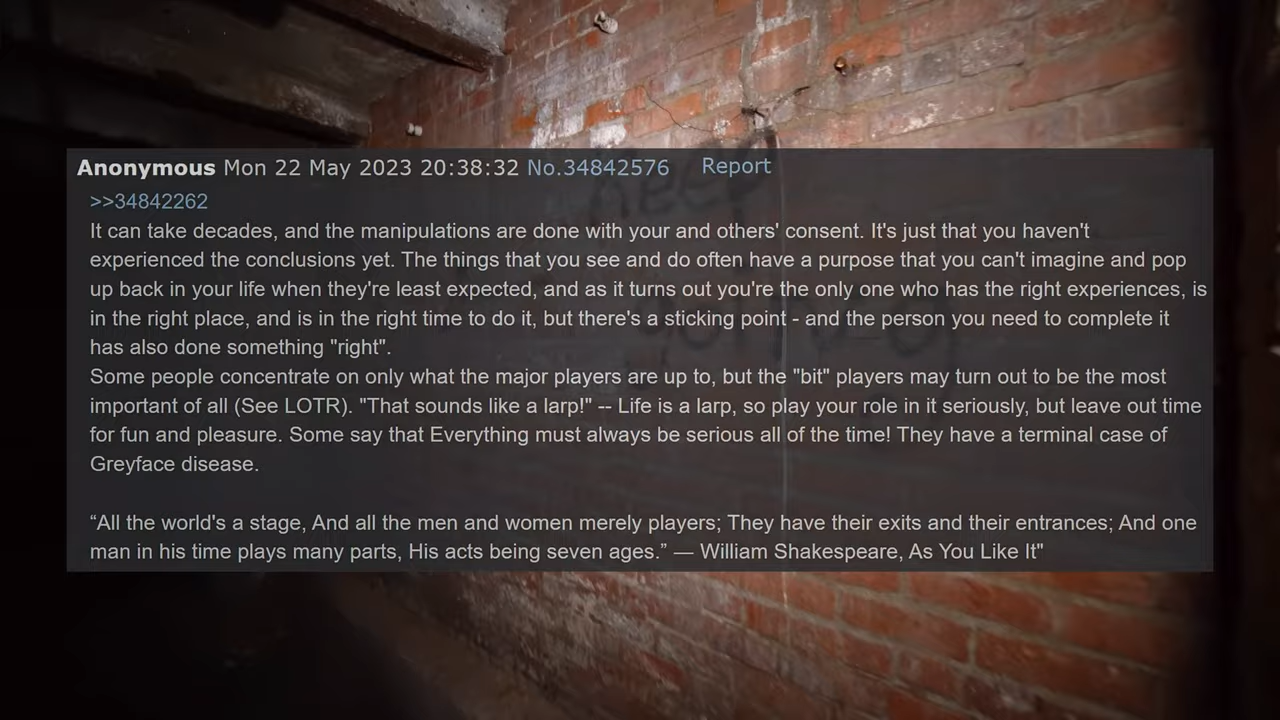 Anonymous Mon 22 May 2023 20:38:32 No.34842576 Report
>>34842262
It can take decades, and the manipulations are done with your and others' consent. It's just that you haven't
experienced the conclusions yet. The things that you see and do often have a purpose that you can't imagine and pop
up back in your life when they're least expected, and as it turns out you're the only one who has the right experiences, is
in the right place, and is in the right time to do it, but there's a sticking point - and the person you need to complete it
has also done something "right".
Some people concentrate on only what the major players are up to, but the "bit" players may turn out to be the most
important of all (See LOTR). "That sounds like a larp!" -- Life is a larp, so play your role in it seriously, but leave out time
for fun and pleasure. Some say that Everything must always be serious all of the time! They have a terminal case of
Greyface disease.
“All the world's a stage, And all the men and women merely players; They have their exits and their entrances; And one
man in his time plays many parts, His acts being seven ages.” — William Shakespeare, As You Like It"